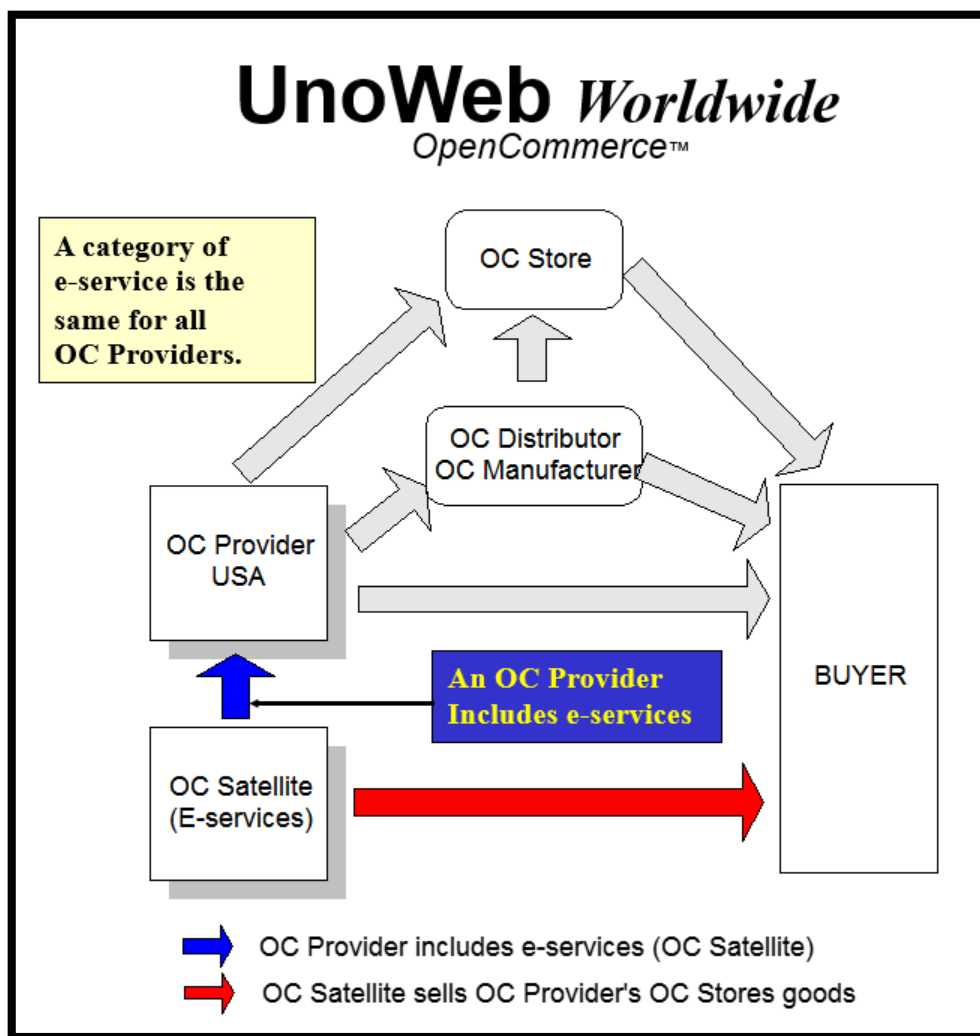 UnoWeb Worldwide
OpenCommerce™
A category of
e-service is the
same for all
OC Providers.
OC Store
OC Distributor
OC Manufacturer
OC Provider
USA
An OC Provider
Includes e-services
BUYER
OC Satellite
(E-services)
OC Provider includes e-services (OC Satellite)
OC Satellite sells OC Provider's OC Stores goods